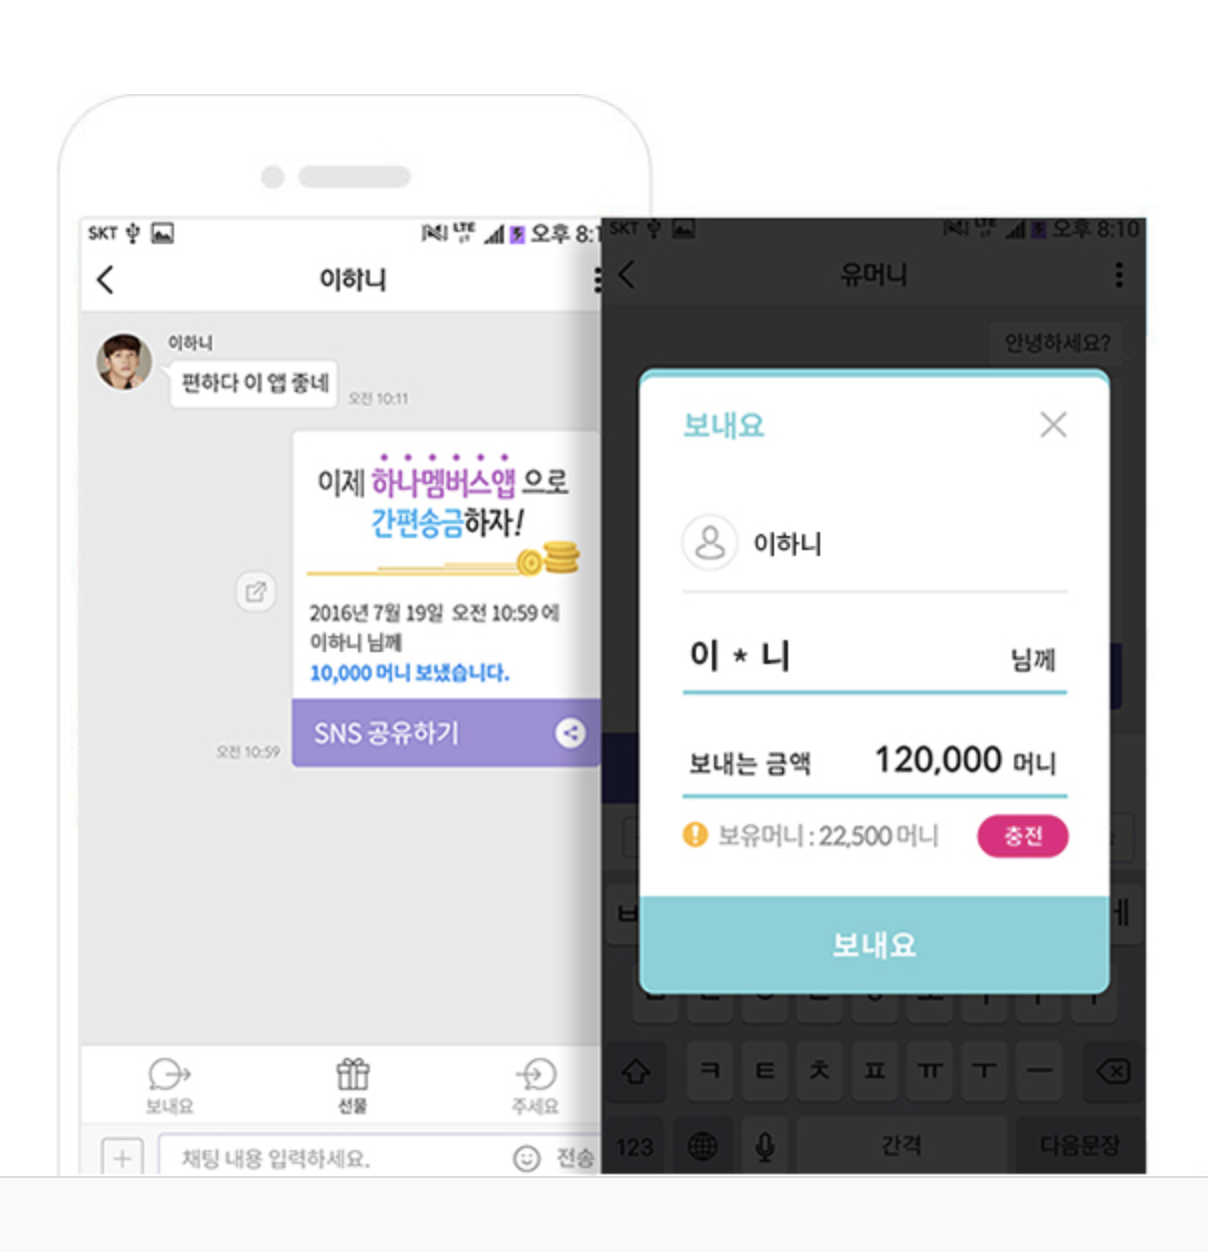 SKT
LTE
오후 8:1
이하니
이하니
편하다 이 앱 좋네
오전 10:11
이제 하나멤버스앱 으로
간편송금하자!
2016년 7월 19일 오전 10:59 에
이하니 님께
10,000 머니 보냈습니다.
SNS 공유하기
오전 10:59
보내요
선물
주세요
채팅 내용 입력하세요.
전송
SKT
LTE
오후 8:10
유머니
안녕하세요?
보내요
이하니
이 * 니 님께
보내는 금액 120,000 머니
보유머니 : 22,500 머니
충전
보내요
ㅋ ㅌ ㅊ ㅍ ㅠ ㅜ ㅡ
123
간격
다음문장